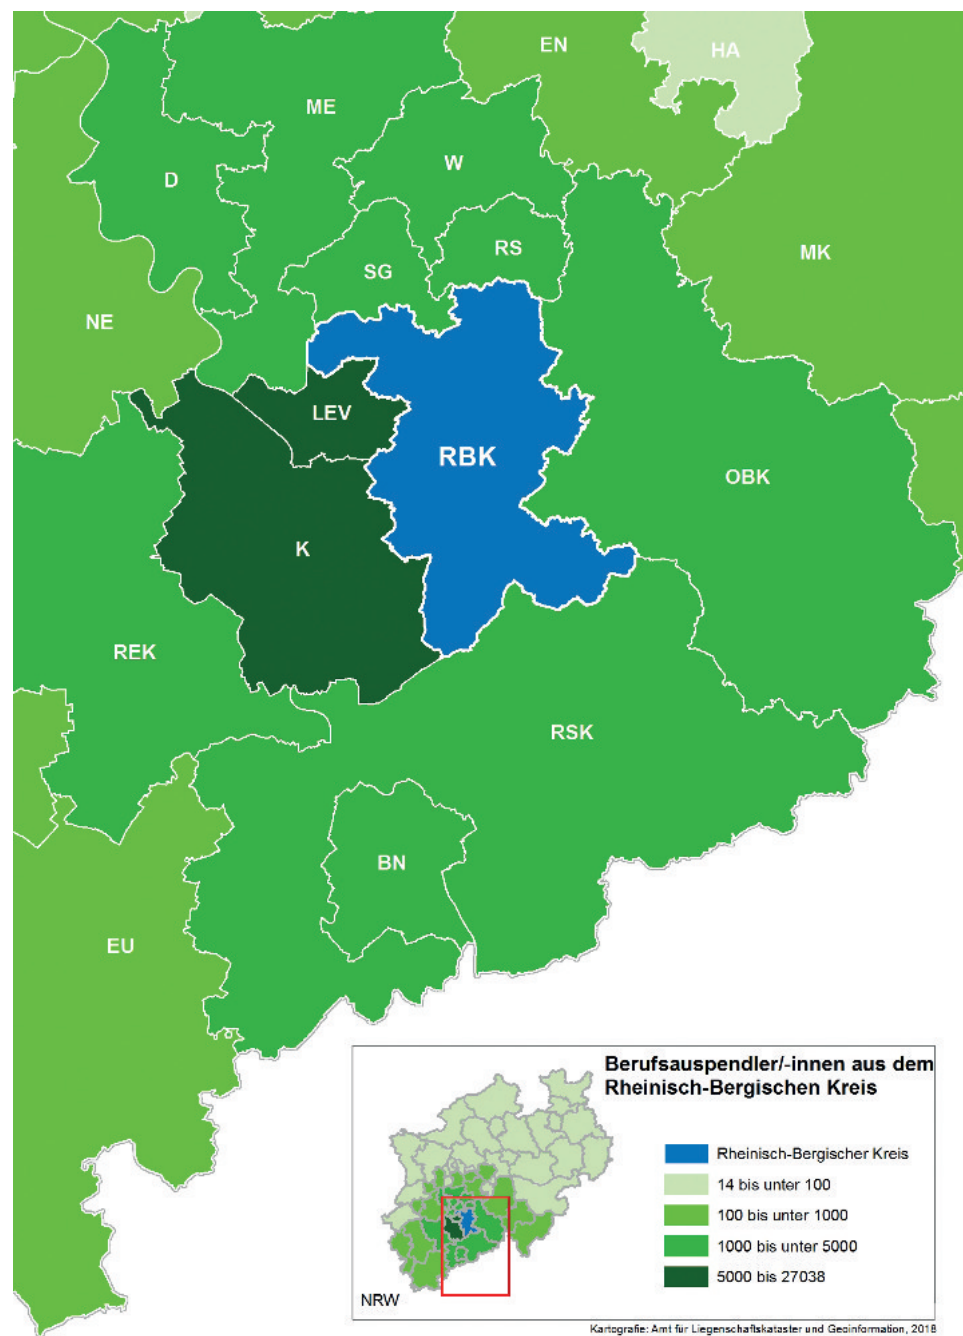 EN
HA
ME
W
D
RS
MK
SG
NE
LEV
RBK
OBK
K
REK
RSK
BN
EU
Berufsauspendler/-innen aus dem
Rheinisch-Bergischen Kreis
Rheinisch-Bergischer Kreis
14 bis unter 100
100 bis unter 1000
1000 bis unter 5000
5000 bis 27038
NRW
Kartografie: Amt für Liegenschaftskataster und Geoinformation, 2018